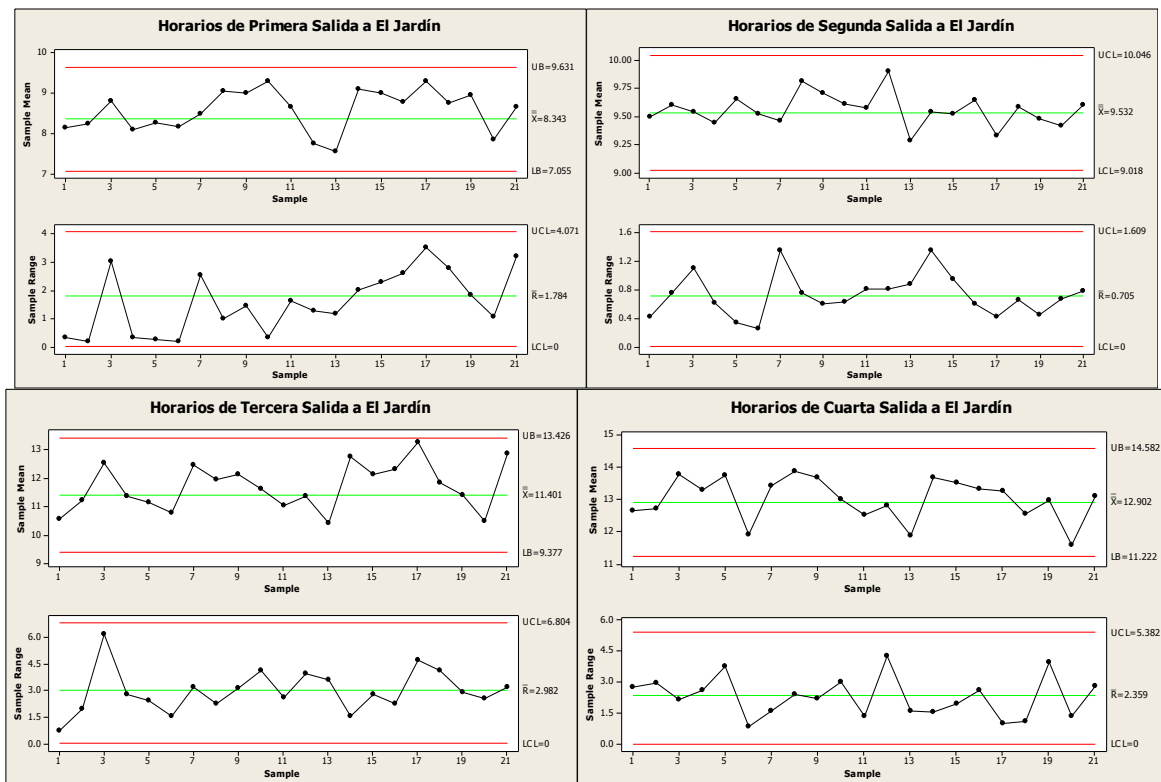 Horarios de Primera Salida a El Jardín
Sample Mean
10
9
8
7
UB=9.631
X=8.343
LB=7.055
1 3 5 7 9 11 13 15 17 19 21
Sample
Sample Range
4
3
2
1
0
UCL=4.071
R=1.784
LCL=0
1 3 5 7 9 11 13 15 17 19 21
Sample
Horarios de Segunda Salida a El Jardín
Sample Mean
10.00
9.75
9.50
9.25
9.00
UCL=10.046
X=9.532
LCL=9.018
1 3 5 7 9 11 13 15 17 19 21
Sample
Sample Range
1.6
1.2
0.8
0.4
0.0
UCL=1.609
R=0.705
LCL=0
1 3 5 7 9 11 13 15 17 19 21
Sample
Horarios de Tercera Salida a El Jardín
Sample Mean
13
12
11
10
9
UB=13.426
X=11.401
LB=9.377
1 3 5 7 9 11 13 15 17 19 21
Sample
Sample Range
6.0
4.5
3.0
1.5
0.0
UCL=6.804
R=2.982
LCL=0
1 3 5 7 9 11 13 15 17 19 21
Sample
Horarios de Cuarta Salida a El Jardín
Sample Mean
15
14
13
12
11
UB=14.582
X=12.902
LB=11.222
1 3 5 7 9 11 13 15 17 19 21
Sample
Sample Range
6.0
4.5
3.0
1.5
0.0
UCL=5.382
R=2.359
LCL=0
1 3 5 7 9 11 13 15 17 19 21
Sample